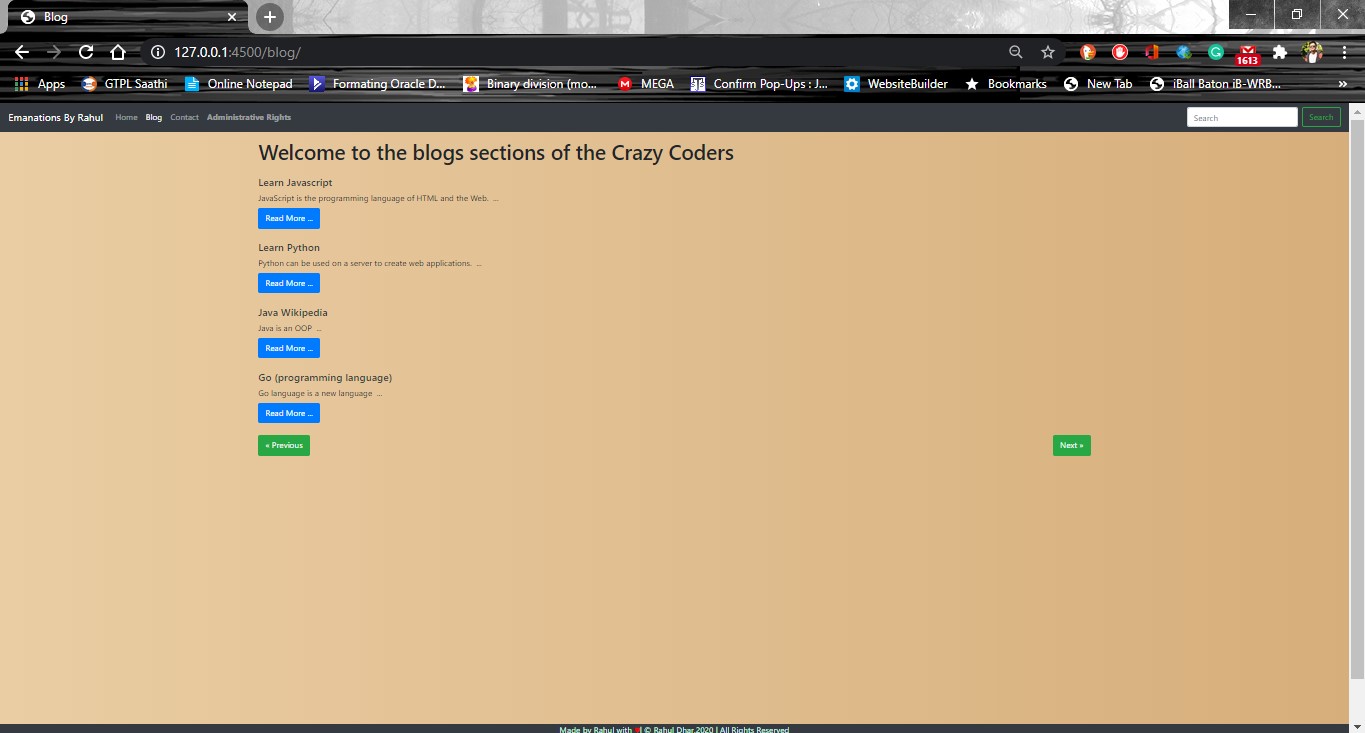 Blog
127.0.0.1:4500/blog/
1613
Apps GTPL Saathi Online Notepad Formating Oracle D... Binary division (mo... MEGA Confirm Pop-Ups : J... WebsiteBuilder Bookmarks New Tab iBall Baton iB-WRB... »
Emanations By Rahul Home Blog Contact Administrative Rights Search Search
Welcome to the blogs sections of the Crazy Coders
Learn Javascript
JavaScript is the programming language of HTML and the Web. ...
Read More ...
Learn Python
Python can be used on a server to create web applications. ...
Read More ...
Java Wikipedia
Java is an OOP ...
Read More ...
Go (programming language)
Go language is a new language ...
Read More ...
« Previous Next »
Made by Rahul with ❤| © Rahul Dhar,2020 | All Rights Reserved